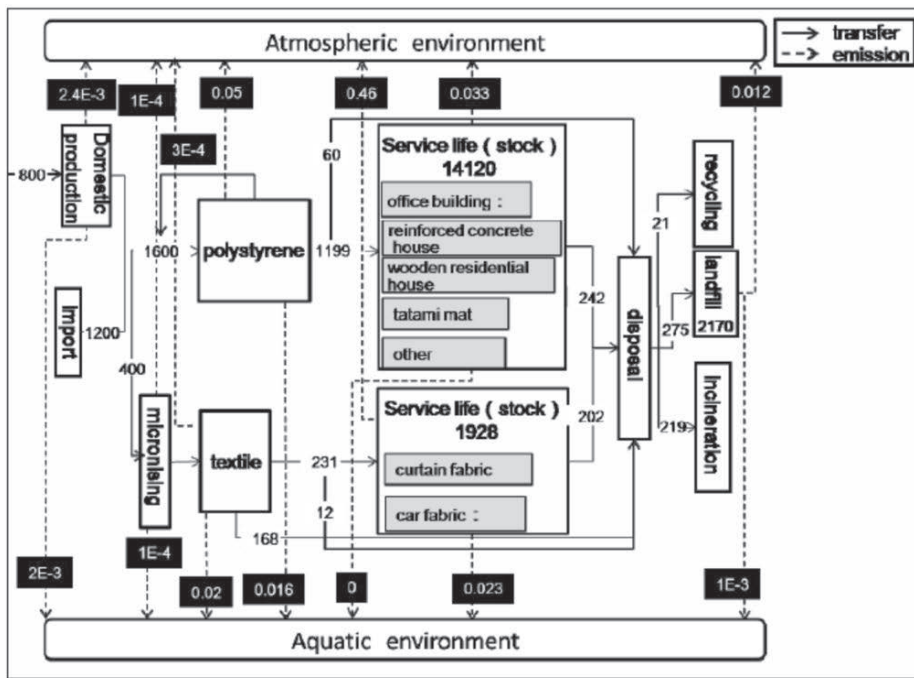 Atmospheric environment
transfer
emission
2.4E-3
1E-4
0.05
0.46
0.033
0.012
3E-4
800
Domestic
production
60
Service life ( stock )
14120
office building :
reinforced concrete
house
wooden residential
house
tatami mat
other
recycling
21
1600
polystyrene
1199
242
disposal
275
landfill
2170
Import
1200
400
micronising
textile
231
12
168
Service life ( stock )
1928
curtain fabric
car fabric :
202
219
incineration
2E-3
1E-4
0.02
0.016
0
0.023
1E-3
Aquatic environment